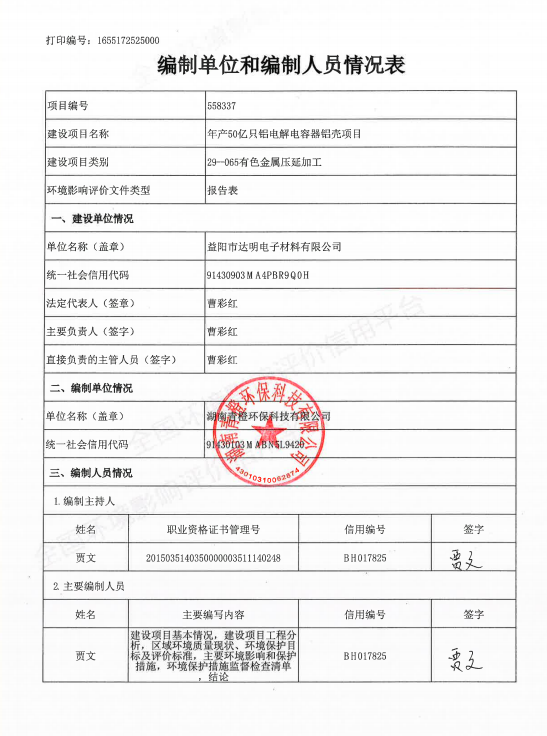 打印编号：1655172525000
编制单位和编制人员情况表
项目编号 558337
建设项目名称 年产50亿只铝电解电容器铝壳项目
建设项目类别 29—065有色金属压延加工
环境影响评价文件类型 报告表
一、建设单位情况
单位名称（盖章） 益阳市达明电子材料有限公司
统一社会信用代码 91430903MA4PBR9Q0H
法定代表人（签章） 曹彩红
主要负责人（签字） 曹彩红
直接负责的主管人员（签字） 曹彩红
二、编制单位情况
单位名称（盖章） 湖南青橙环保科技有限公司
统一社会信用代码 91430103MABN5L9420
湖南青橙环保科技有限公司
43010310062874
三、编制人员情况
1.编制主持人
姓名 职业资格证书管理号 信用编号 签字
贾文 2015035140350000003511140248 BH017825 贾文
2.主要编制人员
姓名 主要编写内容 信用编号 签字
建设项目基本情况，建设项目工程分
析，区域环境质量现状、环境保护目
标及评价标准，主要环境影响和保护
措施，环境保护措施监督检查清单
，结论
贾文 BH017825 贾文